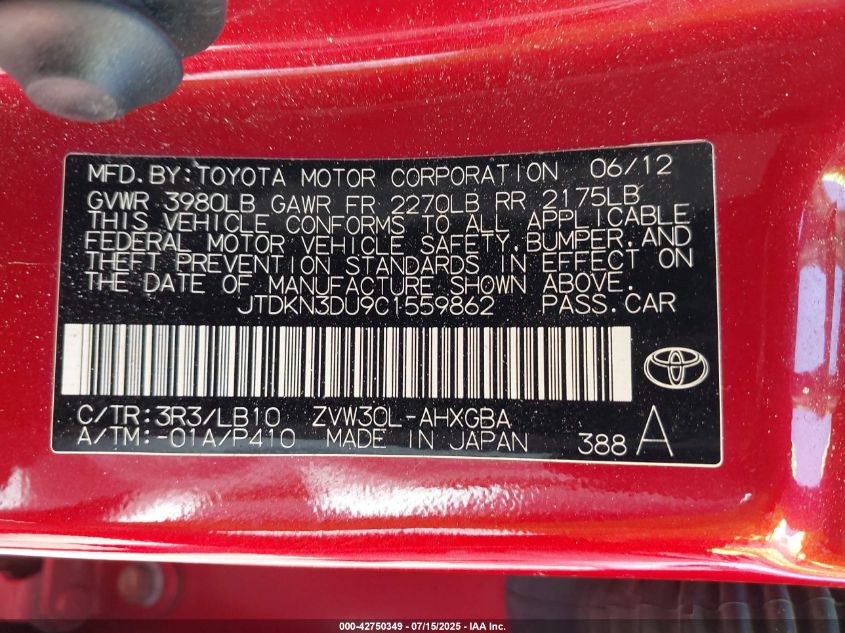 MFD.BY:TOYOTA MOTOR CORPORATION 06/12
GVWR 3980LB GAWR FR 2270LB RR 2175LB
THIS VEHICLE CONFORMS TO ALL APPLICABLE
FEDERAL MOTOR VEHICLE SAFETY,BUMPER,AND
THEFT PREVENTION STANDARDS IN EFFECT ON
THE DATE OF MANUFACTURE SHOWN ABOVE.
JTDKN3DU9C1559862 PASS.CAR
C/TR:3R3/LB10 ZVW30L-AHXGBA
A/TM:-01A/P410 MADE IN JAPAN 388 A
000-42750349 - 07/15/2025 - IAA Inc.